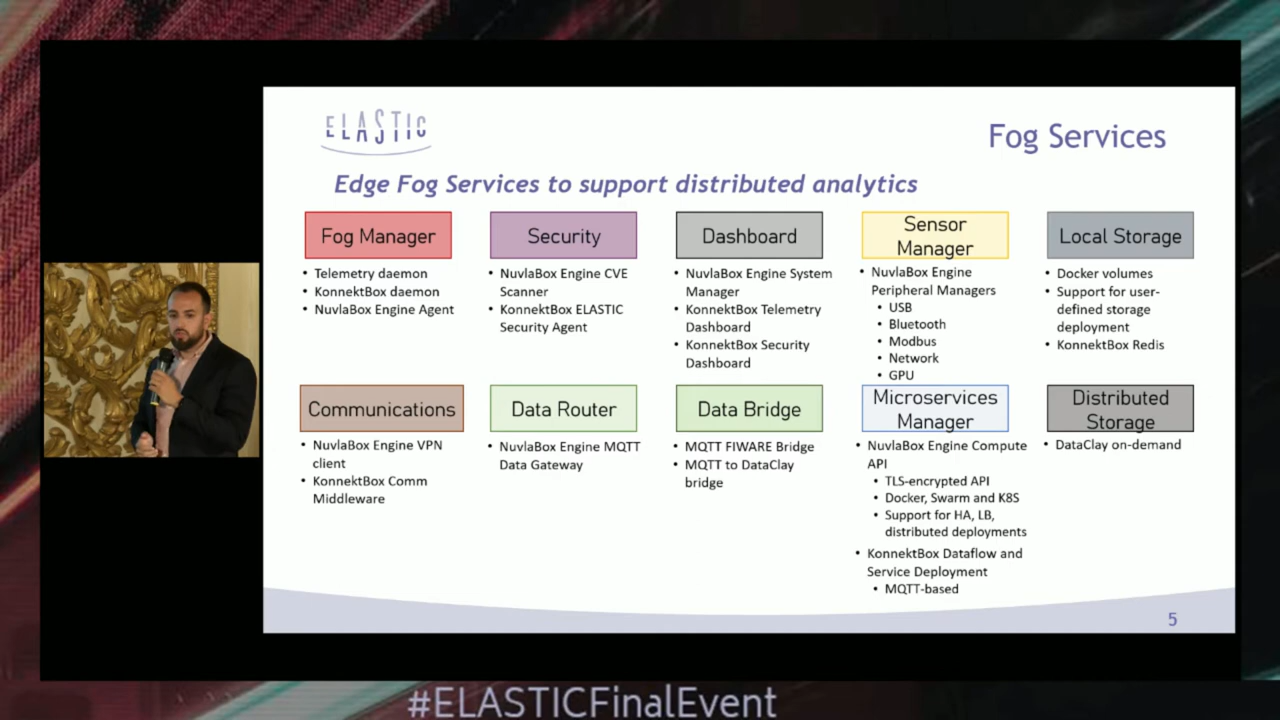 ELASTIC
Fog Services
Edge Fog Services to support distributed analytics
Fog Manager
• Telemetry daemon
• KonnektBox daemon
• NuvlaBox Engine Agent
Security
• NuvlaBox Engine CVE
Scanner
• KonnektBox ELASTIC
Security Agent
Dashboard
• NuvlaBox Engine System
Manager
• KonnektBox Telemetry
Dashboard
• KonnektBox Security
Dashboard
Sensor
Manager
• NuvlaBox Engine
Peripheral Managers
• USB
• Bluetooth
• Modbus
• Network
• GPU
Local Storage
• Docker volumes
• Support for user-
defined storage
deployment
• KonnektBox Redis
Communications
• NuvlaBox Engine VPN
client
• KonnektBox Comm
Middleware
Data Router
• NuvlaBox Engine MQTT
Data Gateway
Data Bridge
• MQTT FIWARE Bridge
• MQTT to DataClay
bridge
Microservices
Manager
• NuvlaBox Engine Compute
API
• TLS-encrypted API
• Docker, Swarm and K8S
• Support for HA, LB,
distributed deployments
• KonnektBox Dataflow and
Service Deployment
• MQTT-based
Distributed
Storage
• DataClay on-demand
5
#ELASTICFinalEvent